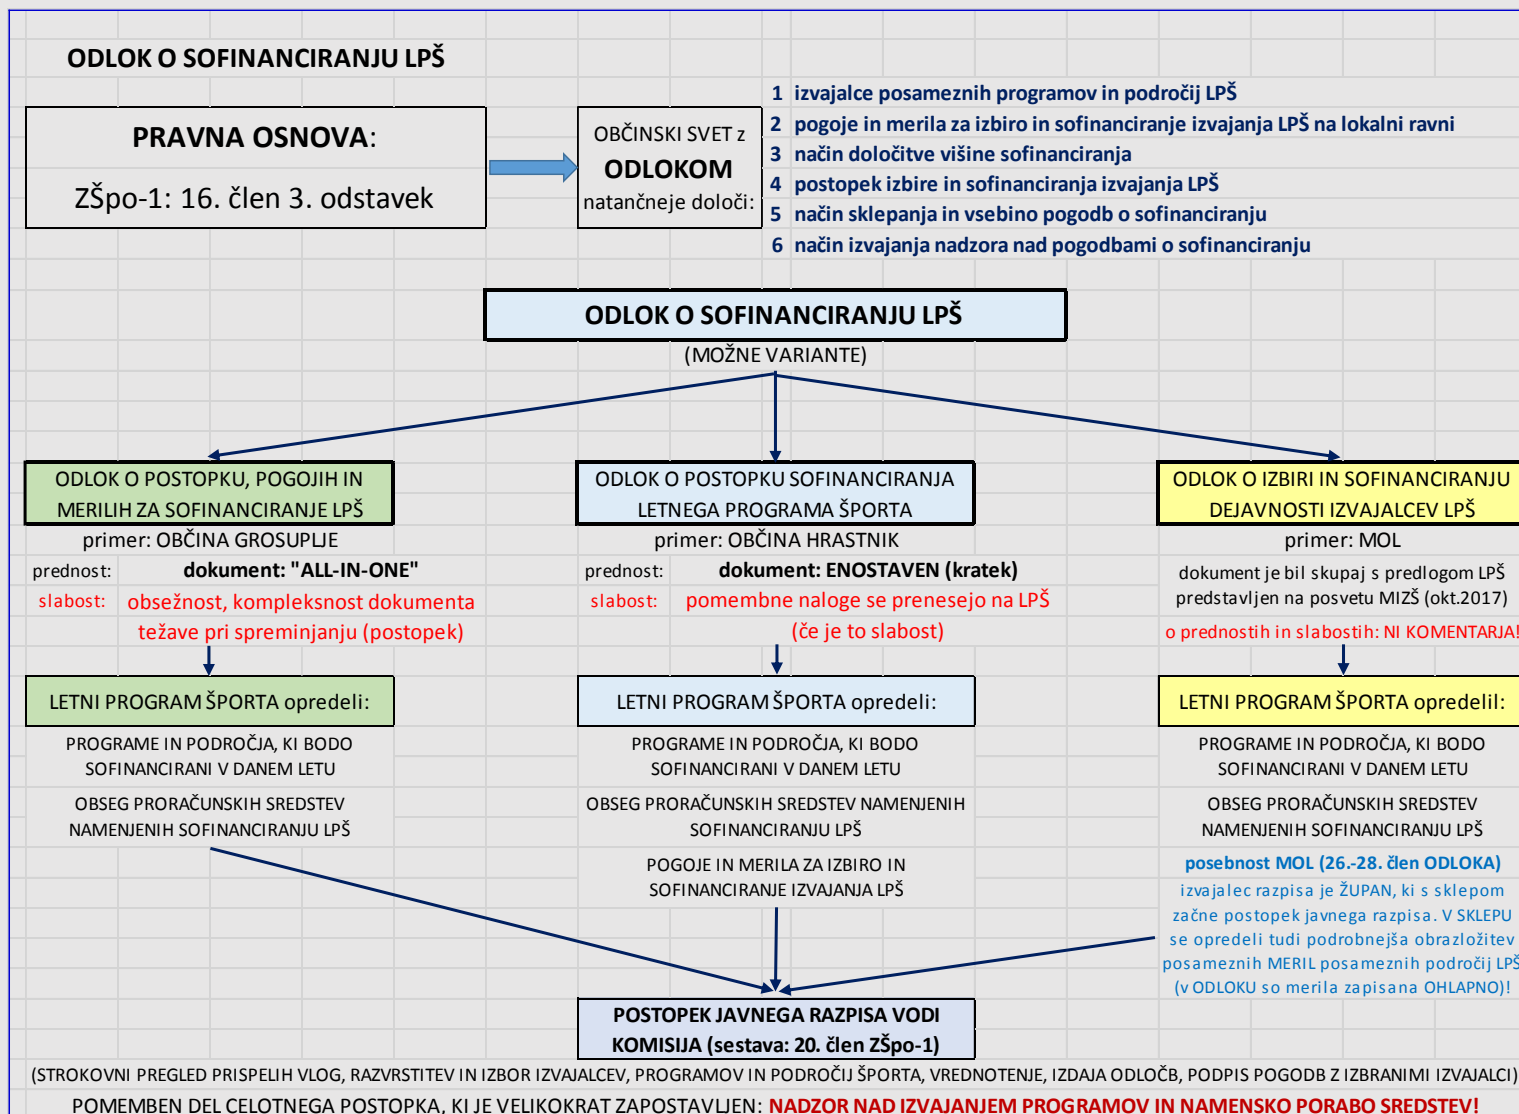 ODLOK O SOFINANCIRANJU LPŠ
PRAVNA OSNOVA:
ZŠpo-1: 16. člen 3. odstavek
OBČINSKI SVET z
ODLOKOM
natančneje določi:
1 izvajalce posameznih programov in področij LPŠ
2 pogoje in merila za izbiro in sofinanciranje izvajanja LPŠ na lokalni ravni
3 način določitve višine sofinanciranja
4 postopek izbire in sofinanciranja izvajanja LPŠ
5 način sklepanja in vsebino pogodb o sofinanciranju
6 način izvajanja nadzora nad pogodbami o sofinanciranju
ODLOK O SOFINANCIRANJU LPŠ
(MOŽNE VARIANTE)
ODLOK O POSTOPKU, POGOJIH IN
MERILIH ZA SOFINANCIRANJE LPŠ
primer: OBČINA GROSUPLJE
prednost: dokument: "ALL-IN-ONE"
slabost: obsežnost, kompleksnost dokumenta
težave pri spreminjanju (postopek)
LETNI PROGRAM ŠPORTA opredeli:
PROGRAME IN PODROČJA, KI BODO
SOFINANCIRANI V DANEM LETU
OBSEG PRORAČUNSKIH SREDSTEV
NAMENJENIH SOFINANCIRANJU LPŠ
ODLOK O POSTOPKU SOFINANCIRANJA
LETNEGA PROGRAMA ŠPORTA
primer: OBČINA HRASTNIK
prednost: dokument: ENOSTAVEN (kratek)
slabost: pomembne naloge se prenesejo na LPŠ
(če je to slabost)
LETNI PROGRAM ŠPORTA opredeli:
PROGRAME IN PODROČJA, KI BODO
SOFINANCIRANI V DANEM LETU
OBSEG PRORAČUNSKIH SREDSTEV NAMENJENIH
SOFINANCIRANJU LPŠ
POGOJE IN MERILA ZA IZBIRO IN
SOFINANCIRANJE IZVAJANJA LPŠ
ODLOK O IZBIRI IN SOFINANCIRANJU
DEJAVNOSTI IZVAJALCEV LPŠ
primer: MOL
dokument je bil skupaj s predlogom LPŠ
predstavljen na posvetu MIZŠ (okt.2017)
o prednostih in slabostih: NI KOMENTARJA!
LETNI PROGRAM ŠPORTA opredelil:
PROGRAME IN PODROČJA, KI BODO
SOFINANCIRANI V DANEM LETU
OBSEG PRORAČUNSKIH SREDSTEV
NAMENJENIH SOFINANCIRANJU LPŠ
posebnost MOL (26.-28. člen ODLOKA)
izvajalec razpisa je ŽUPAN, ki s sklepom
začne postopek javnega razpisa. V SKLEPU
se opredeli tudi podrobnejša obrazložitev
posameznih MERIL posameznih področij LPŠ
(v ODLOKU so merila zapisana OHLAPNO)!
POSTOPEK JAVNEGA RAZPISA VODI
KOMISIJA (sestava: 20. člen ZŠpo-1)
(STROKOVNI PREGLED PRISPELIH VLOG, RAZVRSTITEV IN IZBOR IZVAJALCEV, PROGRAMOV IN PODROČIJ ŠPORTA, VREDNOTENJE, IZDAJA ODLOČB, PODPIS POGODB Z IZBRANIMI IZVAJALCI)
POMEMBEN DEL CELOTNEGA POSTOPKA, KI JE VELIKOKRAT ZAPOSTAVLJEN: NADZOR NAD IZVAJANJEM PROGRAMOV IN NAMENSKO PORABO SREDSTEV!